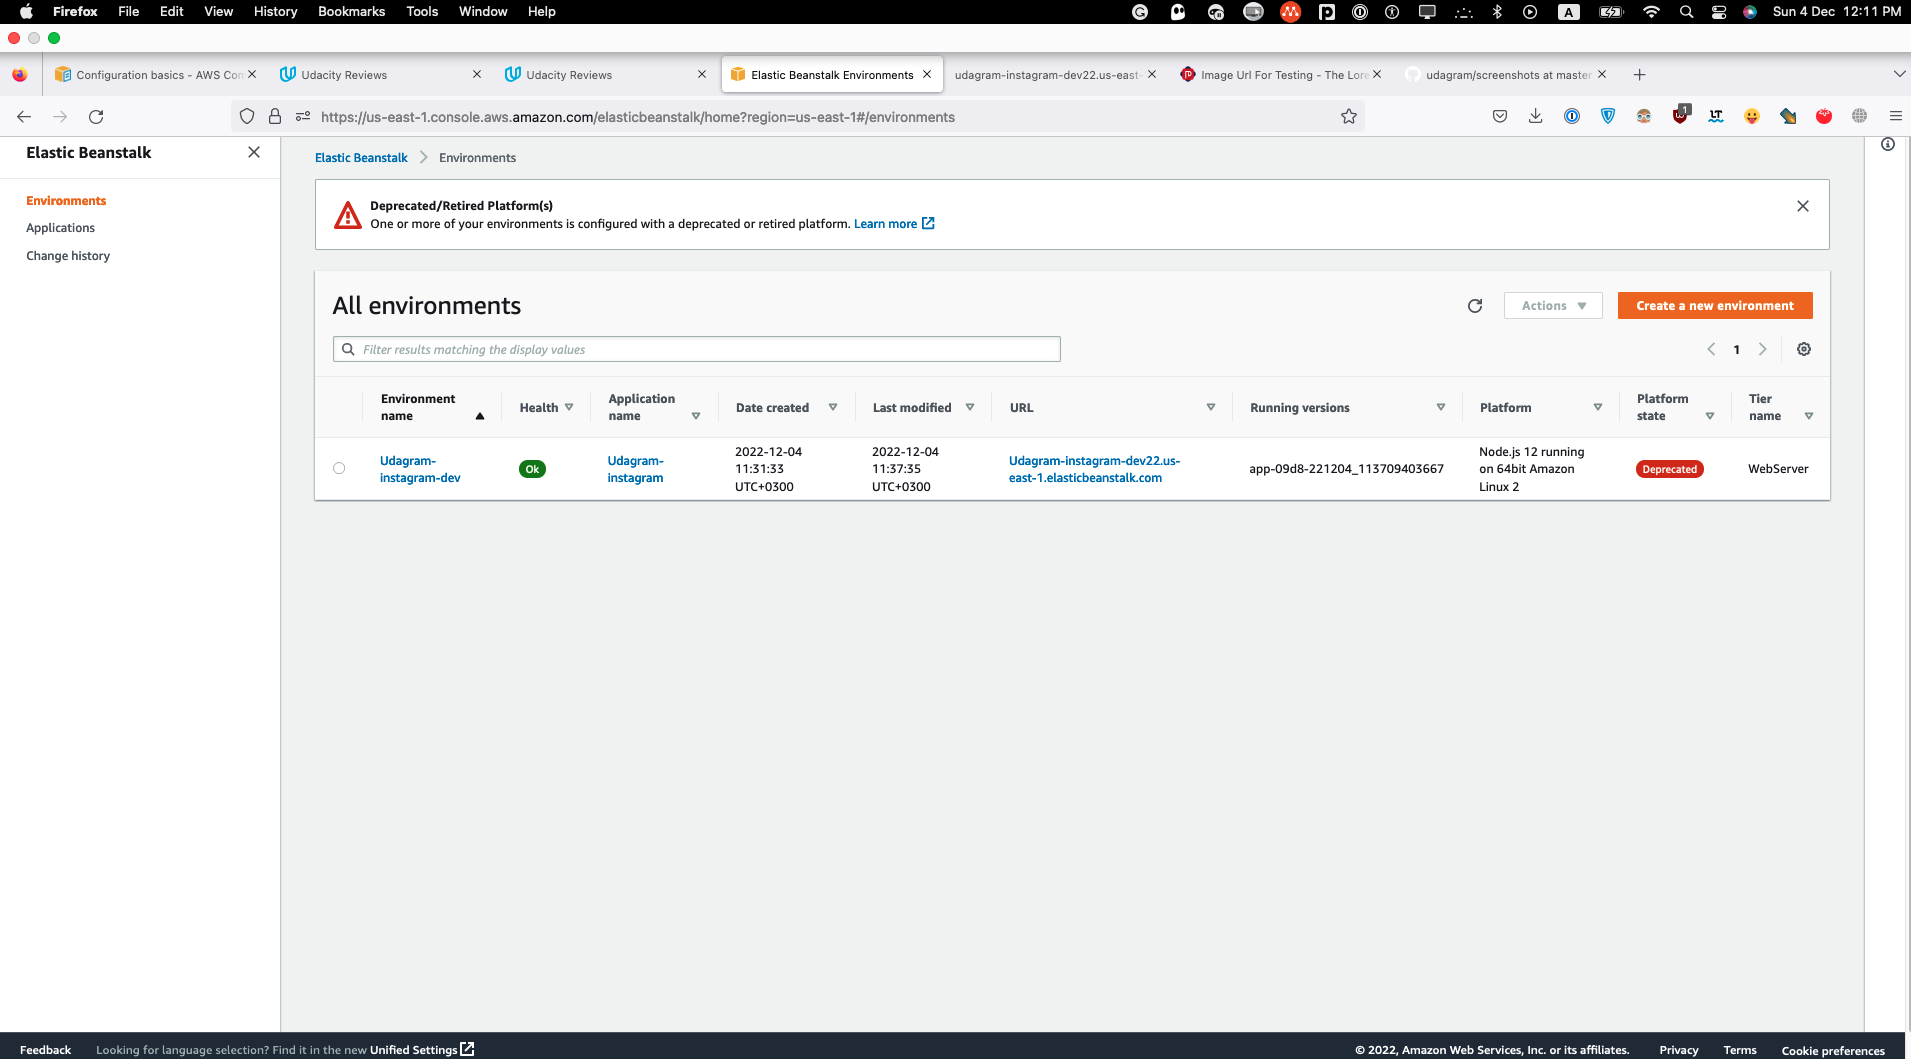 Firefox File Edit View History Bookmarks Tools Window Help A Sun 4 Dec 12:11 PM
Configuration basics - AWS Con
Udacity Reviews
Udacity Reviews
Elastic Beanstalk Environments
udagram-instagram-dev22.us-east-
Image Url For Testing - The Lore
udagram/screenshots at master
https://us-east-1.console.aws.amazon.com/elasticbeanstalk/home?region=us-east-1#/environments
1
LT
Elastic Beanstalk
Environments
Applications
Change history
Elastic Beanstalk Environments
Deprecated/Retired Platform(s)
One or more of your environments is configured with a deprecated or retired platform. Learn more
All environments
Actions
Create a new environment
Filter results matching the display values
1
Environment name
Health
Application name
Date created
Last modified
URL
Running versions
Platform
Platform state
Tier name
Udagram-
instagram-dev
Ok
Udagram-
instagram
2022-12-04
11:31:33
UTC+0300
2022-12-04
11:37:35
UTC+0300
Udagram-instagram-dev22.us-
east-1.elasticbeanstalk.com
app-09d8-221204_113709403667
Node.js 12 running
on 64bit Amazon
Linux 2
Deprecated
WebServer
Feedback Looking for language selection? Find it in the new Unified Settings
© 2022, Amazon Web Services, Inc. or its affiliates. Privacy Terms Cookie preferences